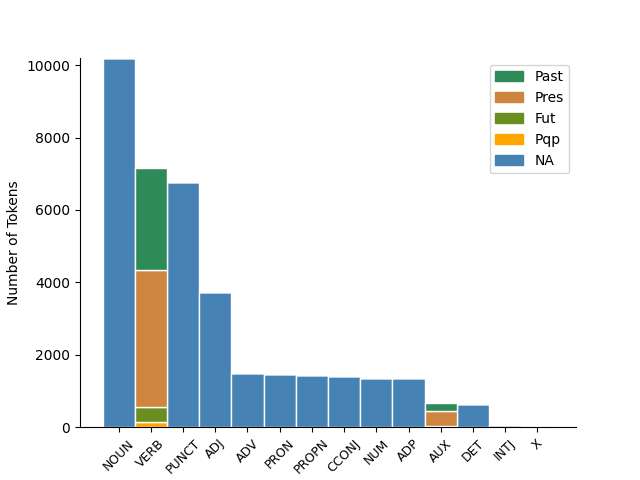 10000
8000
6000
4000
2000
0
Number of Tokens
Past
Pres
Fut
Pqp
NA
NOUN
VERB
PUNCT
ADJ
ADV
PRON
PROPN
CCONJ
NUM
ADP
AUX
DET
INTJ
X